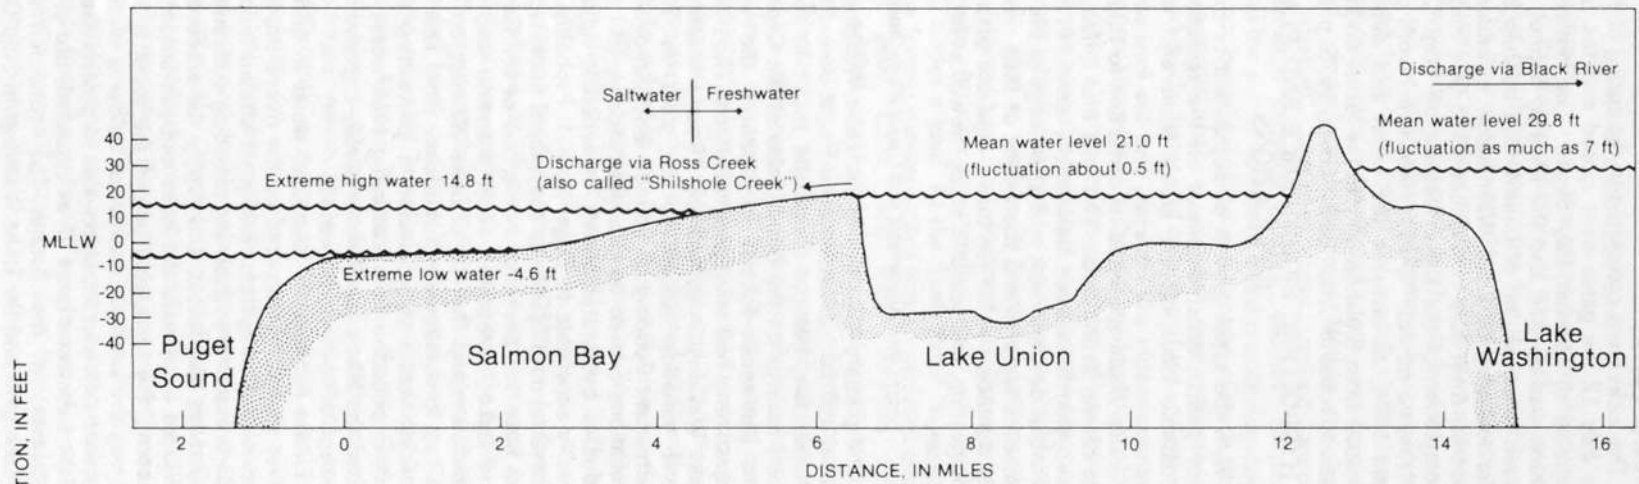 Discharge via Black River
Saltwater Freshwater
Mean water level 29.8 ft
(fluctuation as much as 7 ft)
Mean water level 21.0 ft
(fluctuation about 0.5 ft)
Discharge via Ross Creek
(also called "Shilshole Creek")
Extreme high water 14.8 ft
40
30
20
10
MLLW 0
-10
-20
-30
-40
Extreme low water -4.6 ft
Puget
Sound
Salmon Bay
Lake Union
Lake
Washington
2 0 2 4 6 8 10 12 14 16
DISTANCE, IN MILES
TION, IN FEET